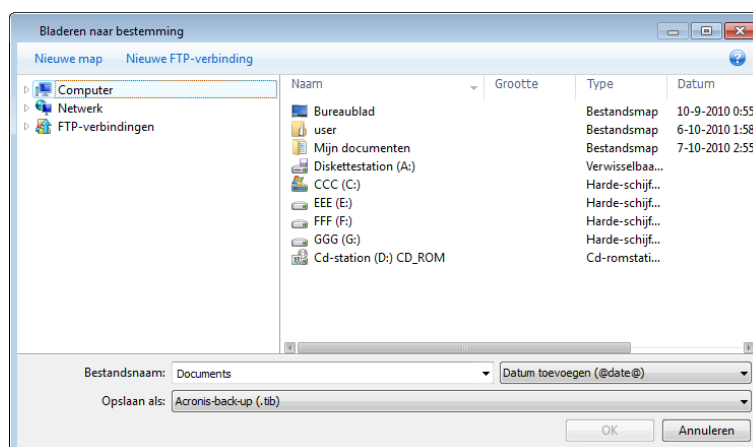 Bladeren naar bestemming
Nieuwe map Nieuwe FTP-verbinding
Computer
Netwerk
FTP-verbindingen
Naam Grootte Type Datum
Bureaublad Bestandsmap 10-9-2010 0:55
user Bestandsmap 6-10-2010 1:58
Mijn documenten Bestandsmap 7-10-2010 2:55
Diskettestation (A:) Verwisselbaa...
CCC (C:) Harde-schijf...
EEE (E:) Harde-schijf...
FFF (F:) Harde-schijf...
GGG (G:) Harde-schijf...
Cd-station (D:) CD_ROM Cd-romstati...
Bestandsnaam: Documents Datum toevoegen (@date@)
Opslaan als: Acronis-back-up (.tib)
OK Annuleren